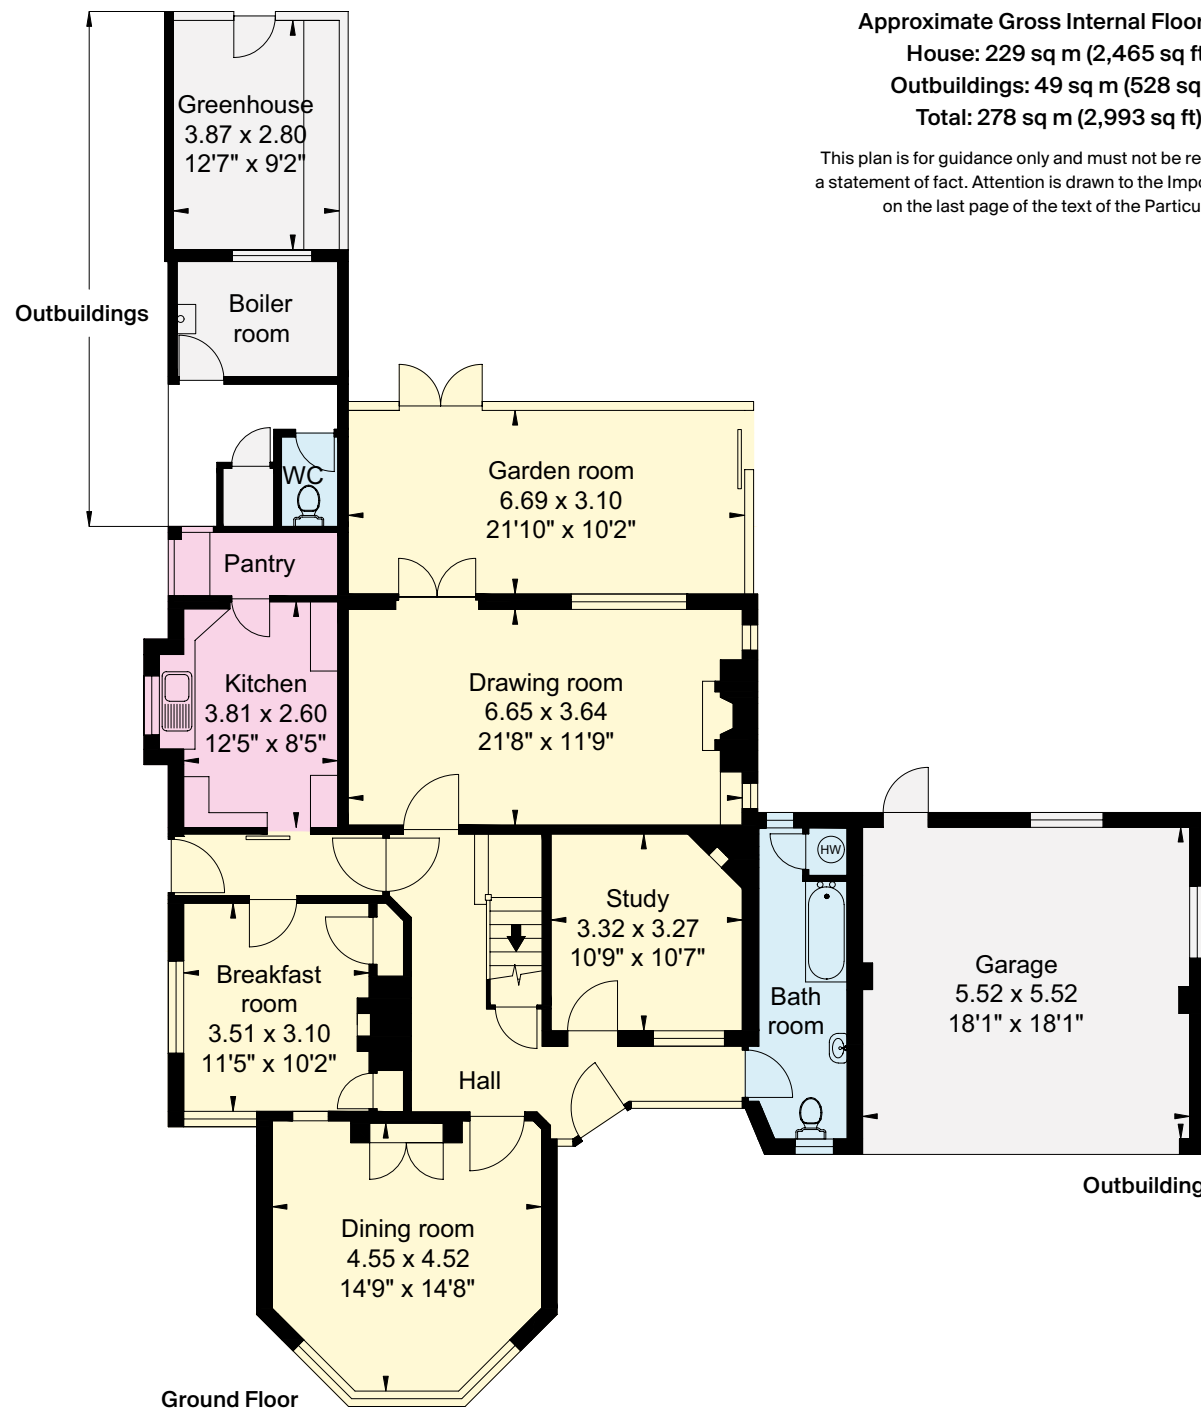 Approximate Gross Internal Floor
House: 229 sq m (2,465 sq ft
Outbuildings: 49 sq m (528 sq
Total: 278 sq m (2,993 sq ft)
This plan is for guidance only and must not be re
a statement of fact. Attention is drawn to the Impo
on the last page of the text of the Particu
Greenhouse
3.87 x 2.80
12'7" x 9'2"
Outbuildings
Boiler
room
WC
Garden room
6.69 x 3.10
21'10" x 10'2"
Pantry
Kitchen
3.81 x 2.60
12'5" x 8'5"
Drawing room
6.65 x 3.64
21'8" x 11'9"
HW
Study
3.32 x 3.27
10'9" x 10'7"
Breakfast
room
3.51 x 3.10
11'5" x 10'2"
Bath
room
Garage
5.52 x 5.52
18'1" x 18'1"
Hall
Outbuilding
Dining room
4.55 x 4.52
14'9" x 14'8"
Ground Floor